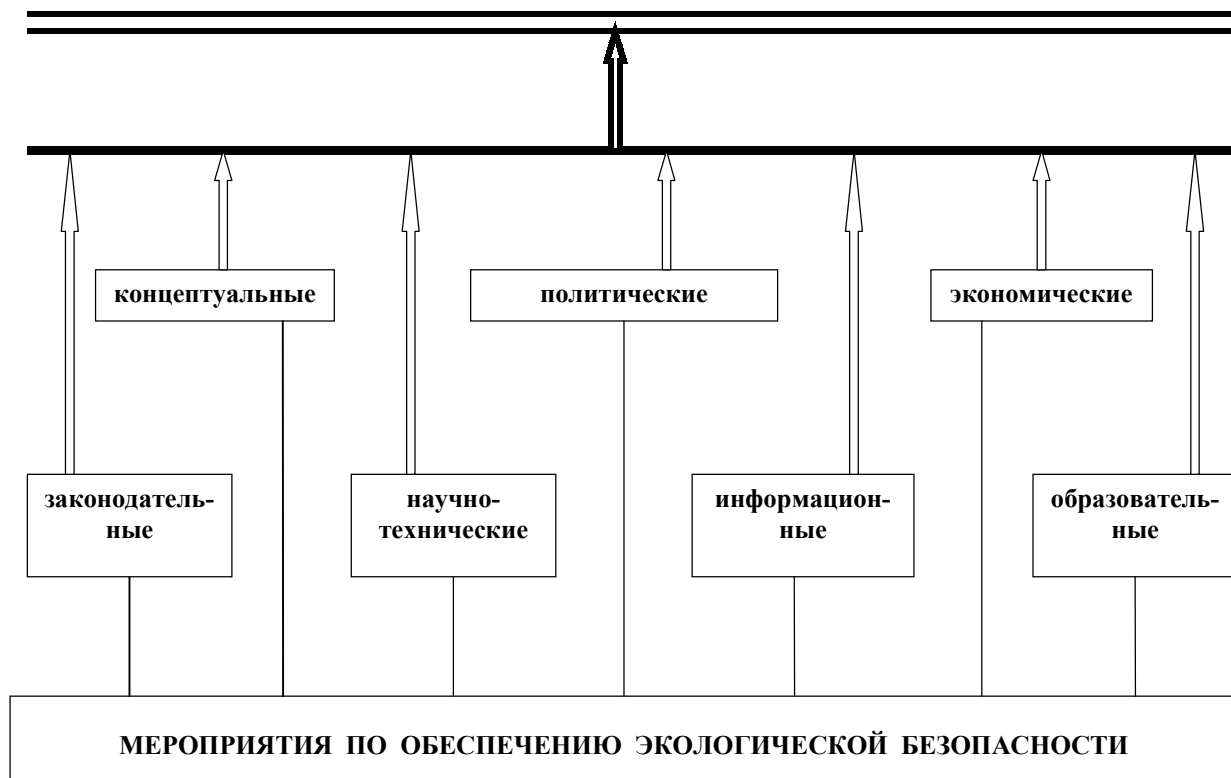 концептуальные
политические
экономические
законодатель-
ные
научно-
технические
информацион-
ные
образователь-
ные
МЕРОПРИЯТИЯ ПО ОБЕСПЕЧЕНИЮ ЭКОЛОГИЧЕСКОЙ БЕЗОПАСНОСТИ